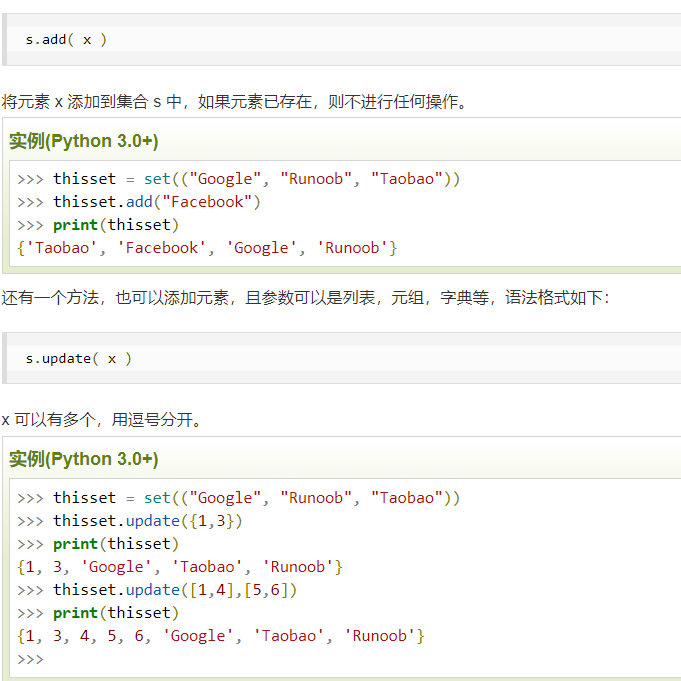 s.add( x )
将元素 x 添加到集合 s 中，如果元素已存在，则不进行任何操作。
实例(Python 3.0+)
>>> thisset = set(("Google", "Runoob", "Taobao"))
>>> thisset.add("Facebook")
>>> print(thisset)
{'Taobao', 'Facebook', 'Google', 'Runoob'}
还有一个方法，也可以添加元素，且参数可以是列表，元组，字典等，语法格式如下：
s.update( x )
x 可以有多个，用逗号分开。
实例(Python 3.0+)
>>> thisset = set(("Google", "Runoob", "Taobao"))
>>> thisset.update({1,3})
>>> print(thisset)
{1, 3, 'Google', 'Taobao', 'Runoob'}
>>> thisset.update([1,4],[5,6])
>>> print(thisset)
{1, 3, 4, 5, 6, 'Google', 'Taobao', 'Runoob'}
>>>